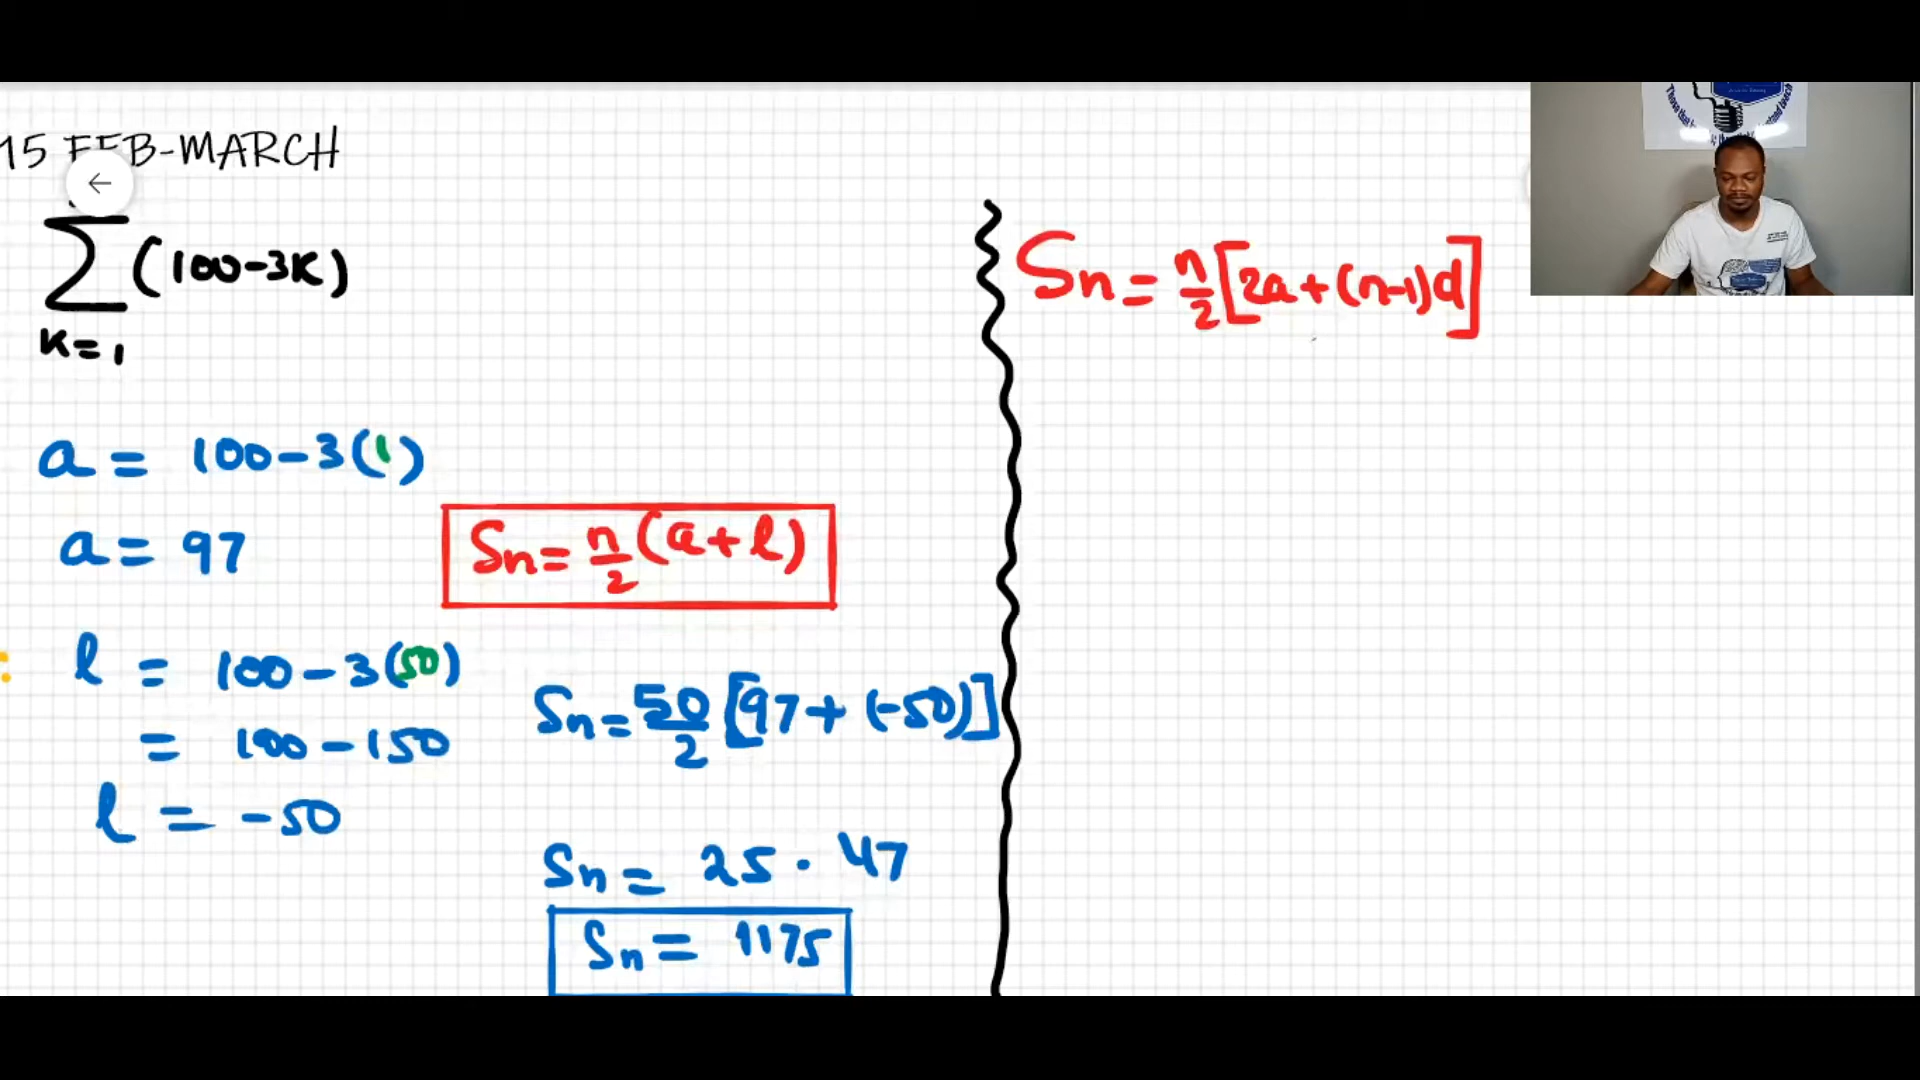 15 FEB-MARCH
∑ (100-3K)
K=1
a = 100-3(1)
a = 97
Sn = n/2 (a+l)
l = 100-3(50)
= 100-150
l = -50
Sn = 50/2 [97+(-50)]
Sn = 25 · 47
Sn = 1175
Sn = n/2 [2a+(n-1)d]